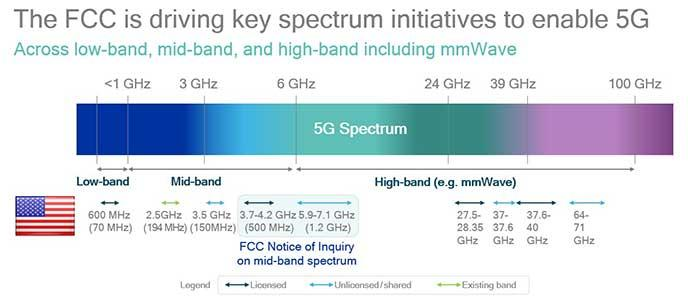 The FCC is driving key spectrum initiatives to enable 5G
Across low-band, mid-band, and high-band including mmWave
<1 GHz 3 GHz 6 GHz 24 GHz 39 GHz 100 GHz
5G Spectrum
Low-band Mid-band High-band (e.g. mmWave)
600 MHz 2.5GHz 3.5 GHz 3.7-4.2 GHz 5.9-7.1 GHz 27.5- 37- 37.6- 64-
(70 MHz) (194 MHz) (150MHz) (500 MHz) (1.2 GHz) 28.35 37.6 40 71
GHz GHz GHz GHz
FCC Notice of Inquiry
on mid-band spectrum
Legend Licensed Unlicensed/shared Existing band